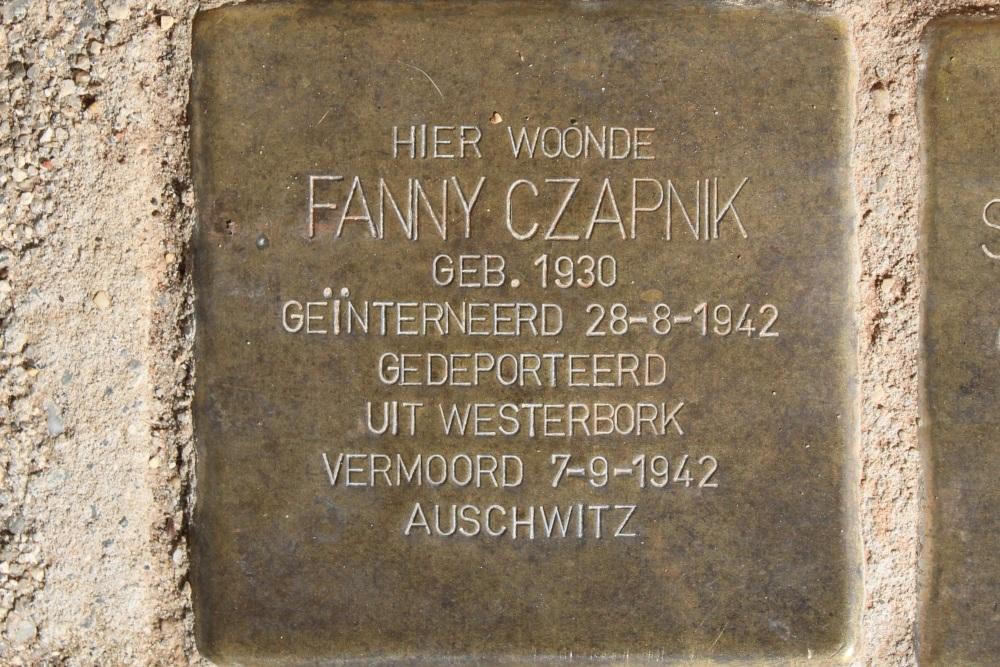 HIER WOONDE
FANNY CZAPNIK
GEB. 1930
GEÏNTERNEERD 28-8-1942
GEDEPORTEERD
UIT WESTERBORK
VERMOORD 7-9-1942
AUSCHWITZ
S